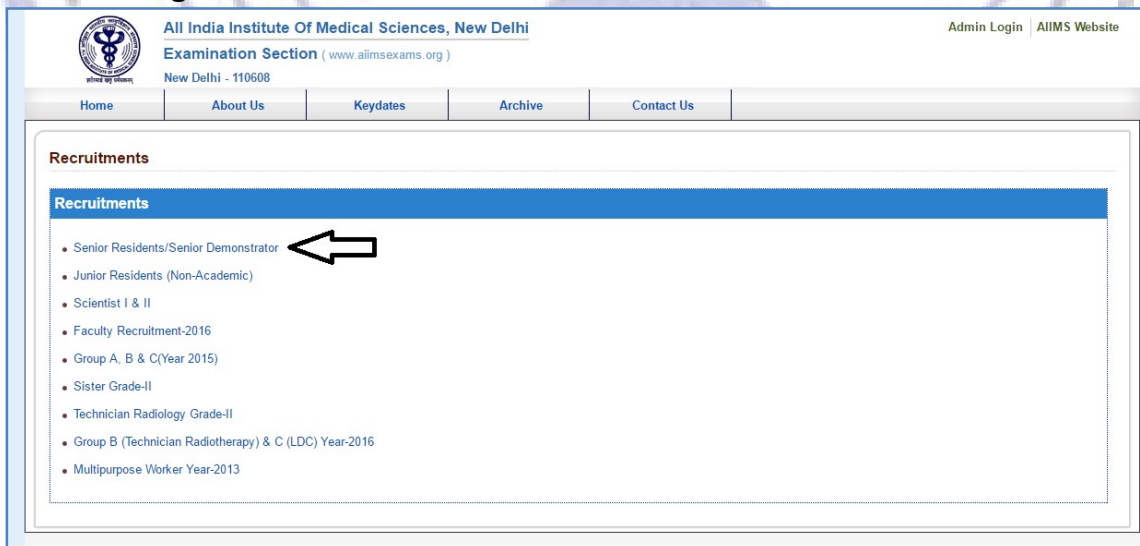 All India Institute Of Medical Sciences, New Delhi
Admin Login AIIMS Website
Examination Section ( www.aiimsexams.org )
New Delhi - 110608
Home About Us Keydates Archive Contact Us
Recruitments
Recruitments
Senior Residents/Senior Demonstrator
Junior Residents (Non-Academic)
Scientist I & II
Faculty Recruitment-2016
Group A, B & C(Year 2015)
Sister Grade-II
Technician Radiology Grade-II
Group B (Technician Radiotherapy) & C (LDC) Year-2016
Multipurpose Worker Year-2013